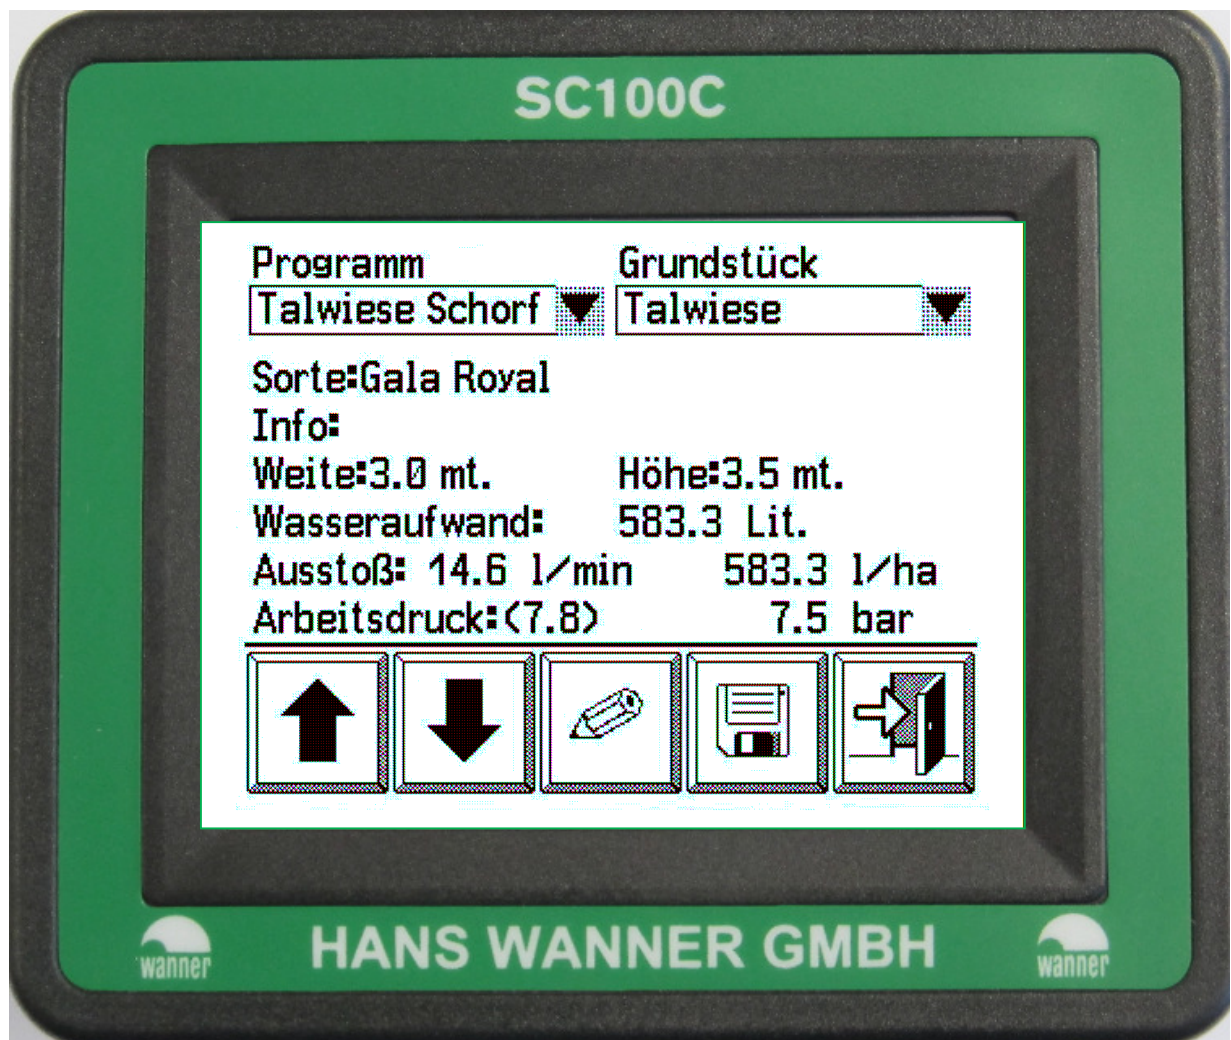 SC100C
Programm Grundstück
Talwiese Schorf Talwiese
Sorte:Gala Royal
Info:
Weite:3.0 mt. Höhe:3.5 mt.
Wasseraufwand: 583.3 Lit.
Ausstoß: 14.6 l/min 583.3 l/ha
Arbeitsdruck:(7.8) 7.5 bar
wanner HANS WANNER GMBH wanner